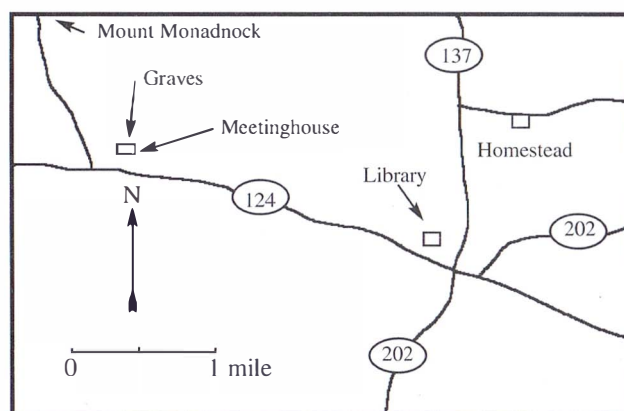 Mount Monadnock
137
Graves
Meetinghouse
Homestead
Library
N
124
202
202
0 1 mile